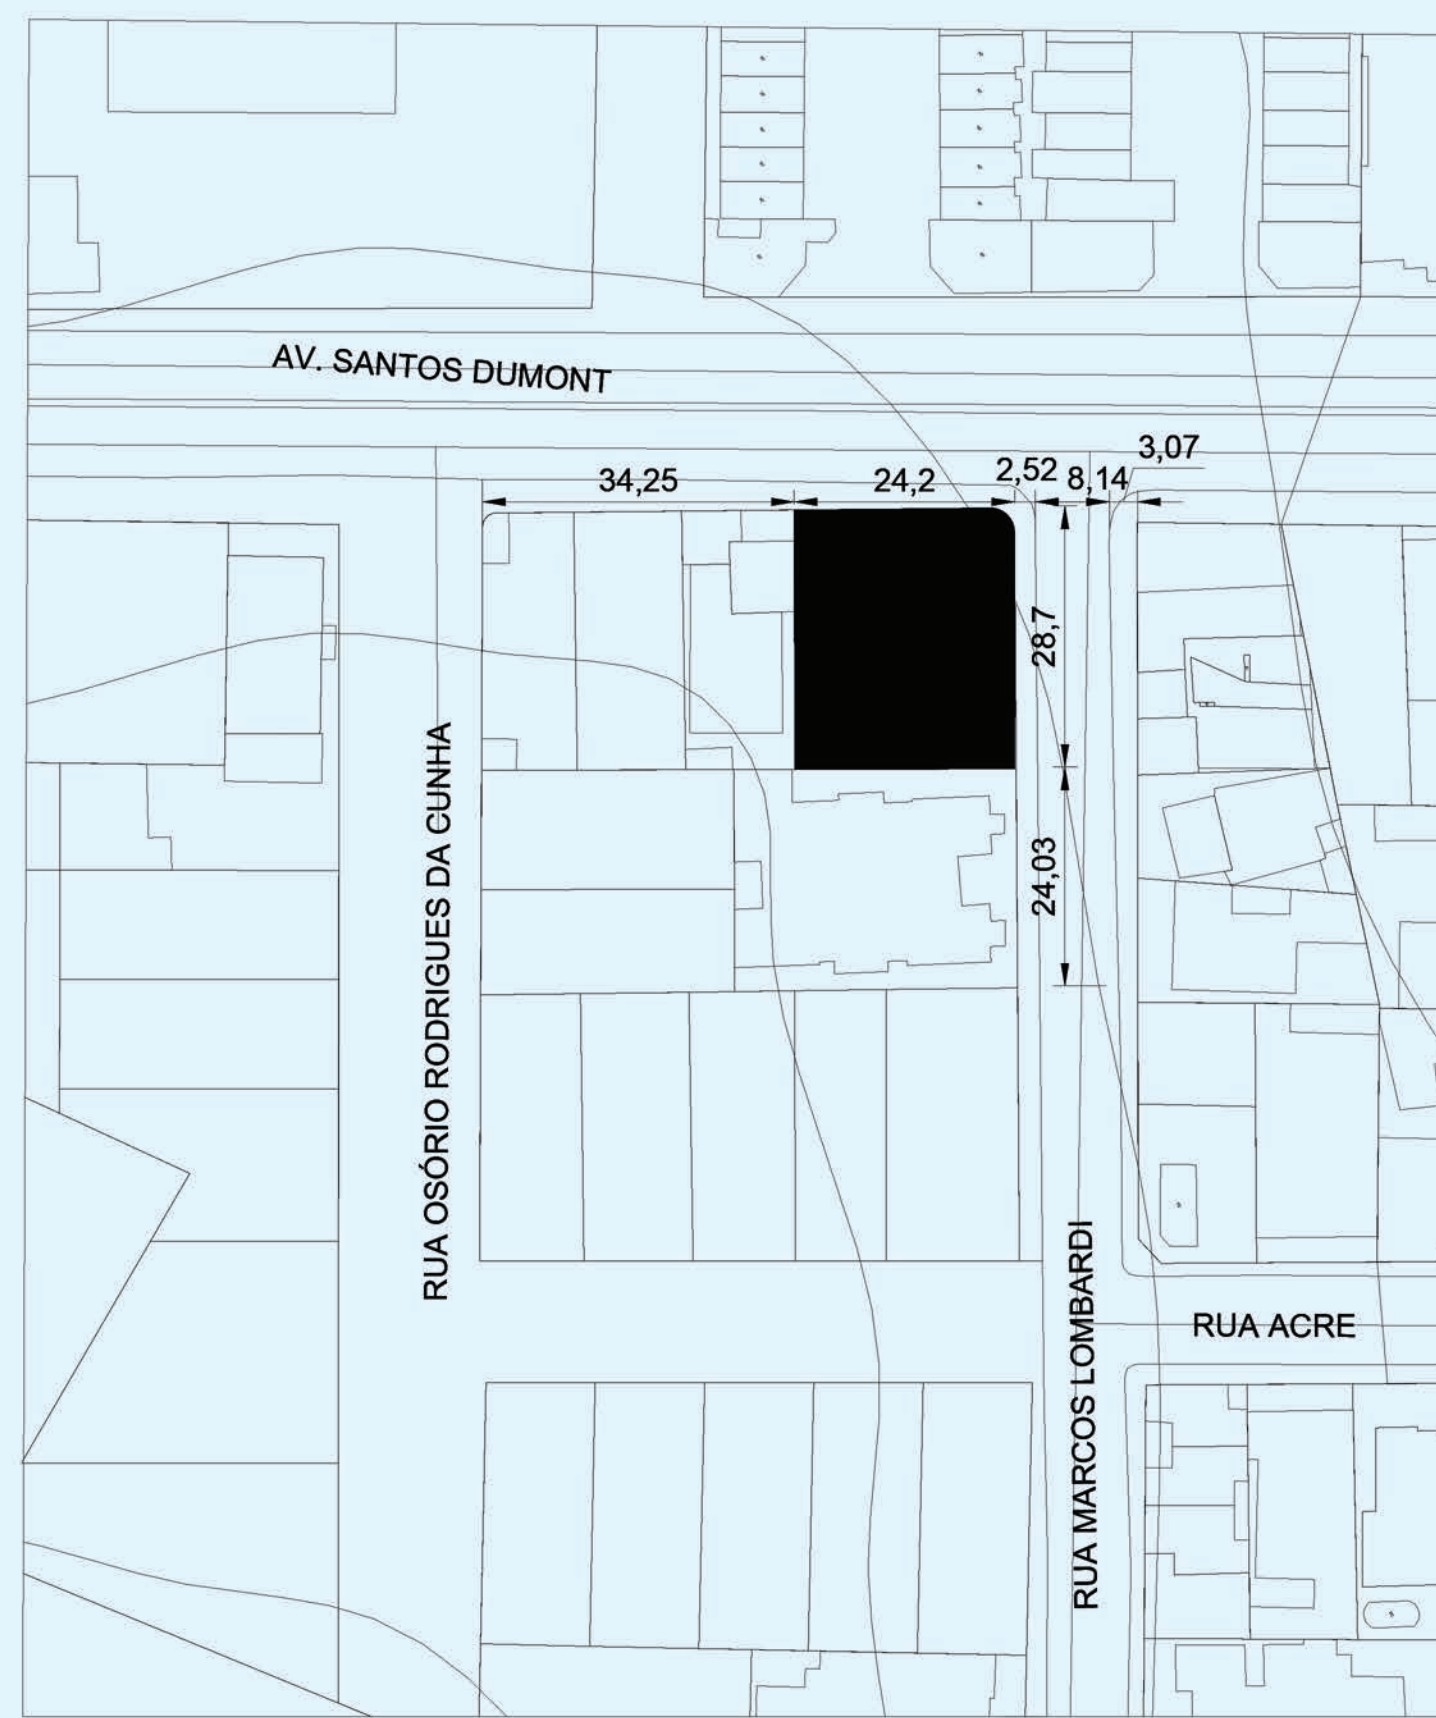 AV. SANTOS DUMONT
3,07
34,25
24,2
2,52
8,14
28,7
24,03
RUA OSÓRIO RODRIGUES DA CUNHA
RUA MARCOS LOMBARDI
RUA ACRE